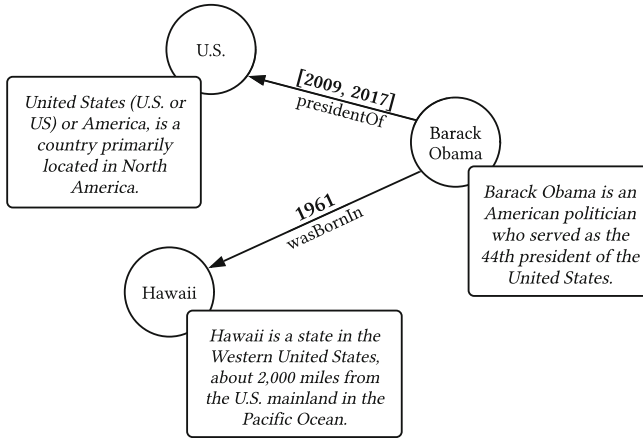 U.S.
United States (U.S. or
US) or America, is a
country primarily
located in North
America.
[2009, 2017]
presidentOf
Barack
Obama
Barack Obama is an
American politician
who served as the
44th president of the
United States.
1961
wasBornIn
Hawaii
Hawaii is a state in the
Western United States,
about 2,000 miles from
the U.S. mainland in the
Pacific Ocean.